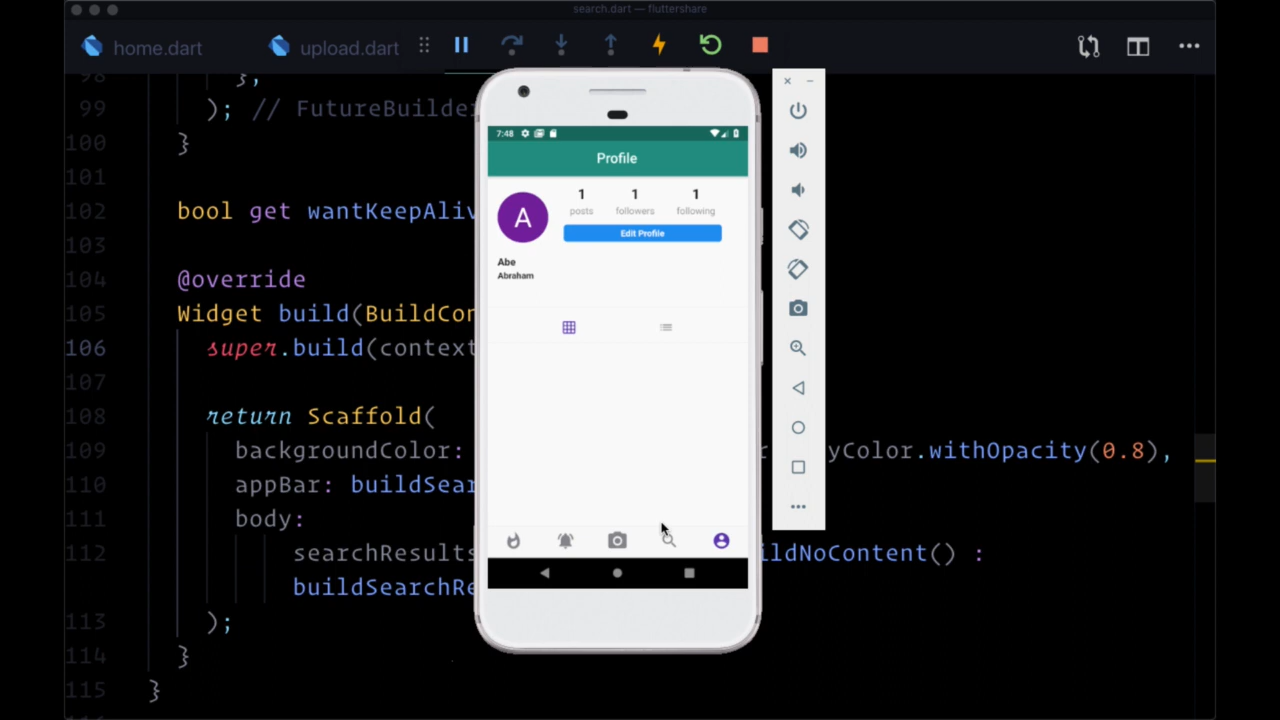 search.dart — fluttershare
home.dart
upload.dart
98 },
99 ); // FutureBuilder
100 }
101
102 bool get wantKeepAliv
103
104 @override
105 Widget build(BuildCon
106 super.build(context
107
108 return Scaffold(
109 backgroundColor: yColor.withOpacity(0.8),
110 appBar: buildSear
111 body:
112 searchResults ildNoContent() :
buildSearchRe
113 );
114 }
115 }
7:48
Profile
1 1 1
posts followers following
Edit Profile
A
Abe
Abraham